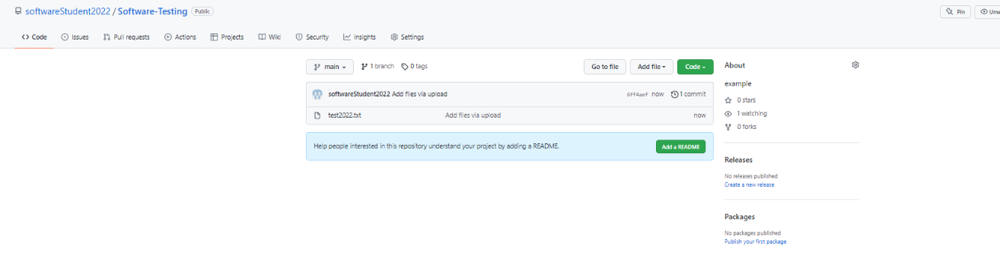 softwareStudent2022 / Software-Testing Public
Pin
Unw
Code Issues Pull requests Actions Projects Wiki Security Insights Settings
main 1 branch 0 tags Go to file Add file Code
softwareStudent2022 Add files via upload 6ff4aef now 1 commit
test2022.txt Add files via upload now
Help people interested in this repository understand your project by adding a README. Add a README
About
example
0 stars
1 watching
0 forks
Releases
No releases published
Create a new release
Packages
No packages published
Publish your first package